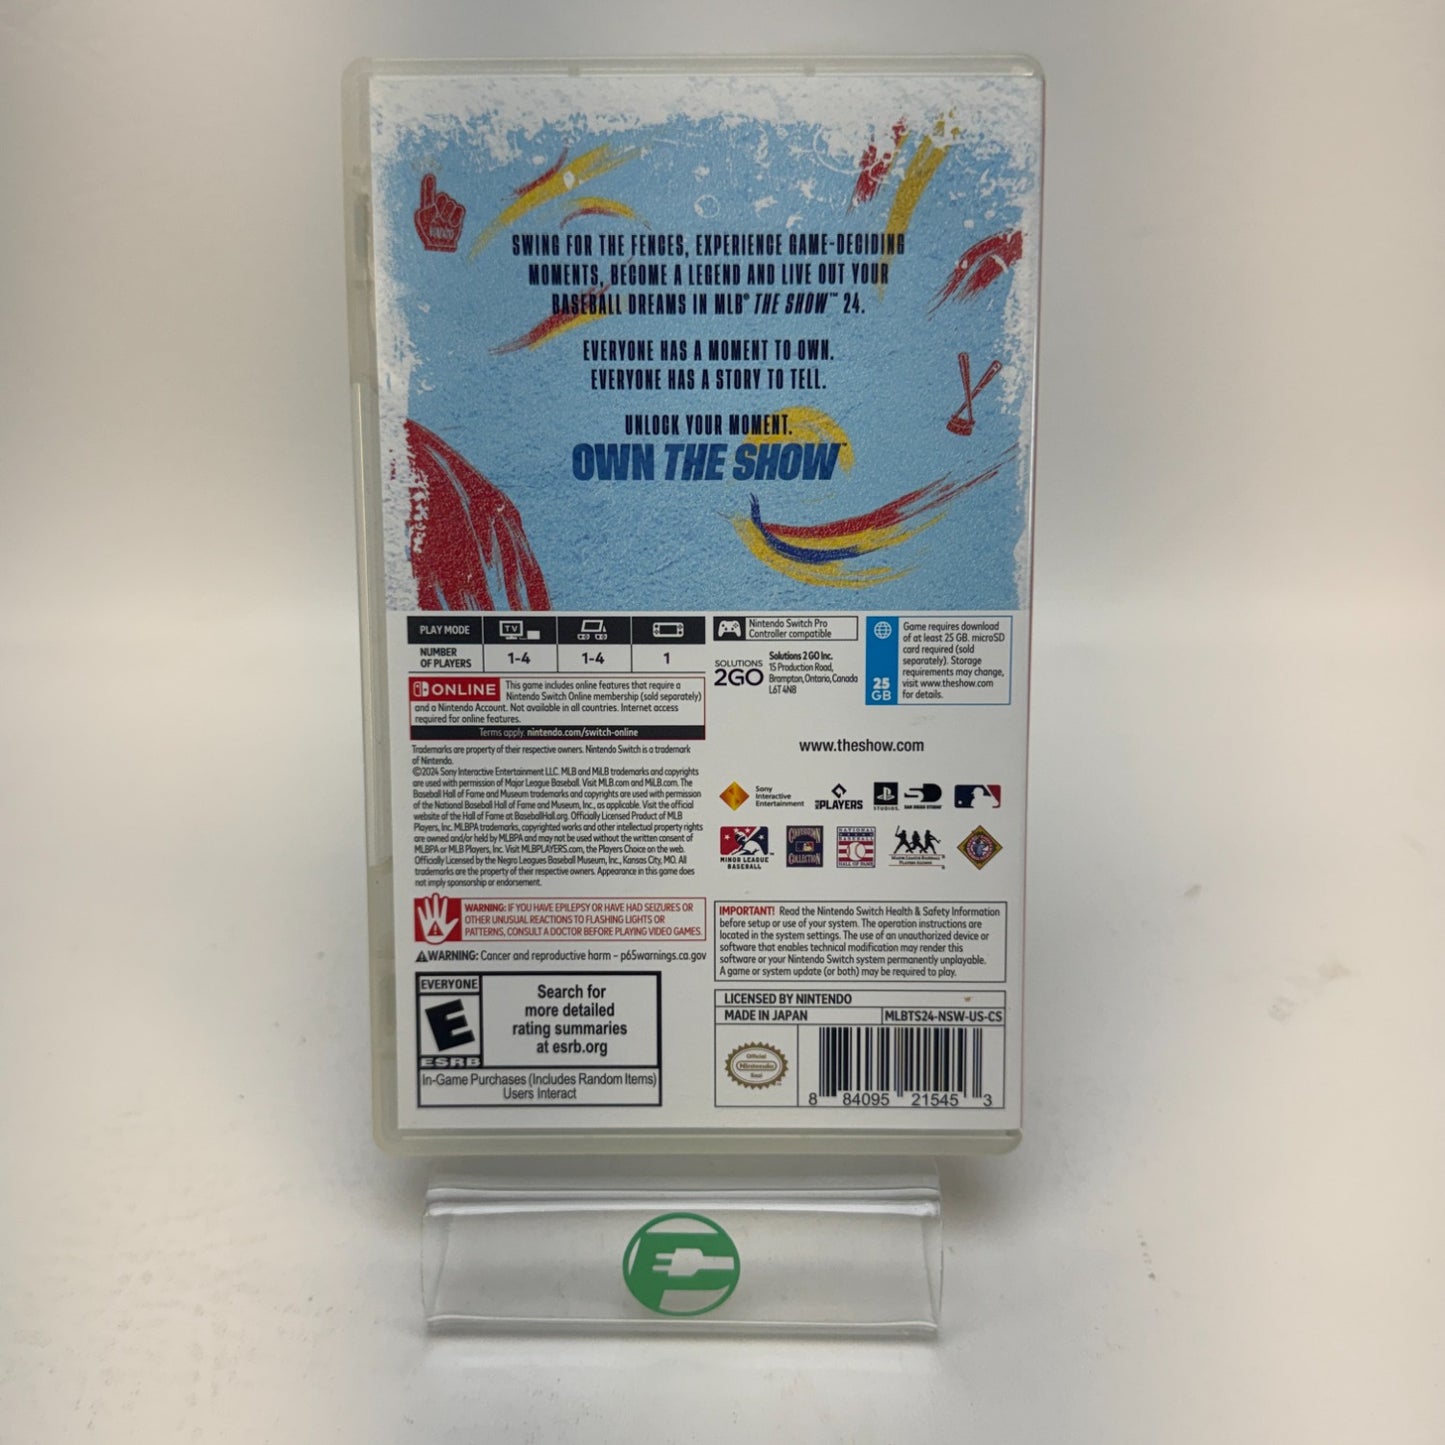 SWING FOR THE FENCES, EXPERIENCE GAME-DECIDING
MOMENTS, BECOME A LEGEND AND LIVE OUT YOUR
BASEBALL DREAMS IN MLB® THE SHOW™ 24.
EVERYONE HAS A MOMENT TO OWN.
EVERYONE HAS A STORY TO TELL.
UNLOCK YOUR MOMENT.
OWN THE SHOW™
PLAY MODE
TV
NUMBER
OF PLAYERS
1-4
1-4
1
Nintendo Switch Pro
Controller compatible
SOLUTIONS
2GO
Solutions 2 GO Inc.
15 Production Road,
Brampton, Ontario, Canada
L6T 4N8
25
GB
Game requires download
of at least 25 GB. microSD
card required (sold
separately). Storage
requirements may change,
visit www.theshow.com
for details.
ONLINE
This game includes online features that require a
Nintendo Switch Online membership (sold separately)
and a Nintendo Account. Not available in all countries. Internet access
required for online features.
Terms apply. nintendo.com/switch-online
Trademarks are property of their respective owners. Nintendo Switch is a trademark
of Nintendo.
©2024 Sony Interactive Entertainment LLC. MLB and MiLB trademarks and copyrights
are used with permission of Major League Baseball. Visit MLB.com and MiLB.com. The
Baseball Hall of Fame and Museum trademarks and copyrights are used with permission
of the National Baseball Hall of Fame and Museum, Inc., as applicable. Visit the official
website of the Hall of Fame at BaseballHall.org. Officially Licensed Product of MLB
Players, Inc. MLBPA trademarks, copyrighted works and other intellectual property rights
are owned and/or held by MLBPA and may not be used without the written consent of
MLBPA or MLB Players, Inc. Visit MLBPLAYERS.com, the Players Choice on the web.
Officially Licensed by the Negro Leagues Baseball Museum, Inc., Kansas City, MO. All
trademarks are the property of their respective owners. Appearance in this game does
not imply sponsorship or endorsement.
www.theshow.com
Sony
Interactive
Entertainment
PLAYERS
STUDIOS
SD
SAN DIEGO STUDIO
MINOR LEAGUE
BASEBALL
COOPERSTOWN
COLLECTION
NATIONAL
BASEBALL
HALL OF FAME
MAJOR LEAGUE BASEBALL
PLAYERS ALUMNI
WARNING: IF YOU HAVE EPILEPSY OR HAVE HAD SEIZURES OR
OTHER UNUSUAL REACTIONS TO FLASHING LIGHTS OR
PATTERNS, CONSULT A DOCTOR BEFORE PLAYING VIDEO GAMES.
WARNING: Cancer and reproductive harm – p65warnings.ca.gov
IMPORTANT! Read the Nintendo Switch Health & Safety Information
before setup or use of your system. The operation instructions are
located in the system settings. The use of an unauthorized device or
software that enables technical modification may render this
software or your Nintendo Switch system permanently unplayable.
A game or system update (or both) may be required to play.
EVERYONE
E
ESRB
Search for
more detailed
rating summaries
at esrb.org
In-Game Purchases (Includes Random Items)
Users Interact
LICENSED BY NINTENDO
MADE IN JAPAN
MLBTS24-NSW-US-CS
Official
Nintendo
Seal
8 84095 21545 3